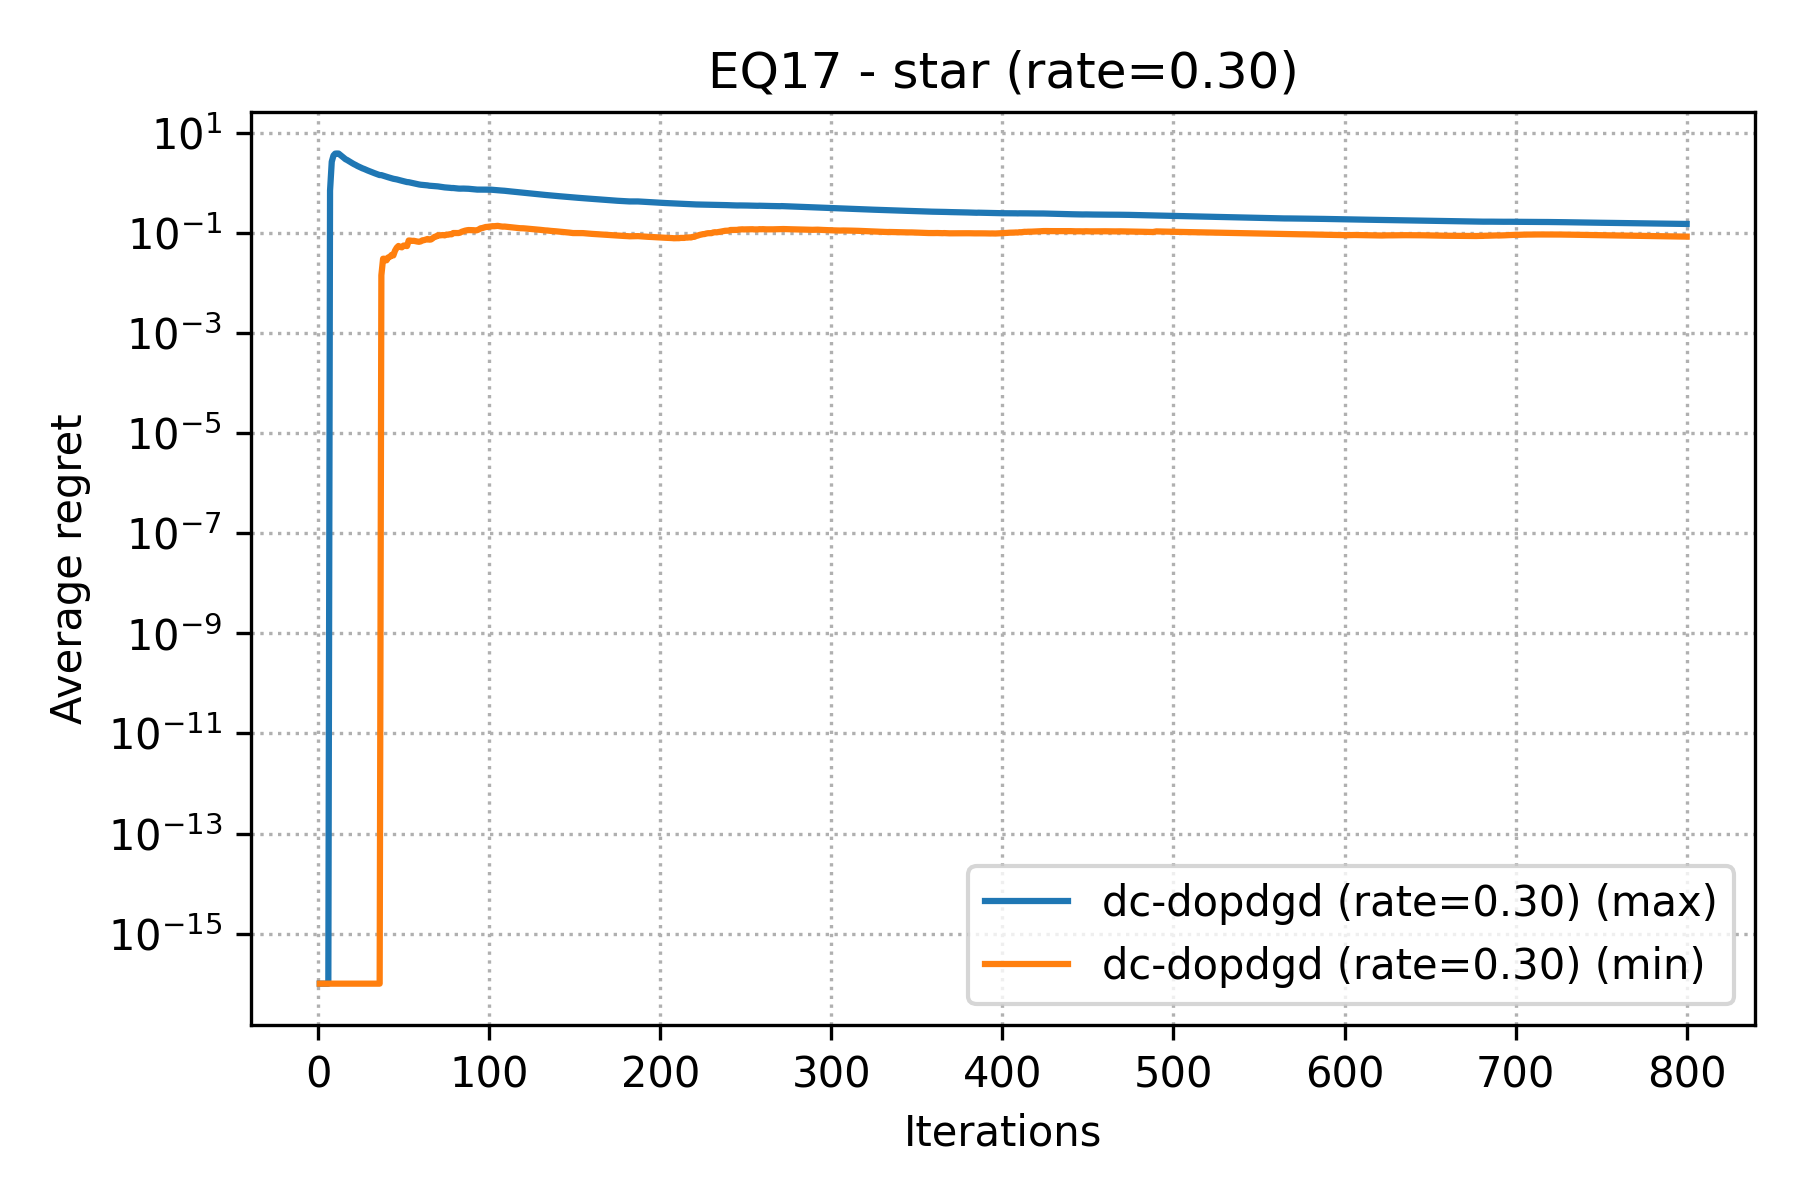 EQ17 - star (rate=0.30)
Average regret
10¹
10⁻¹
10⁻³
10⁻⁵
10⁻⁷
10⁻⁹
10⁻¹¹
10⁻¹³
10⁻¹⁵
dc-dopdgd (rate=0.30) (max)
dc-dopdgd (rate=0.30) (min)
0 100 200 300 400 500 600 700 800
Iterations